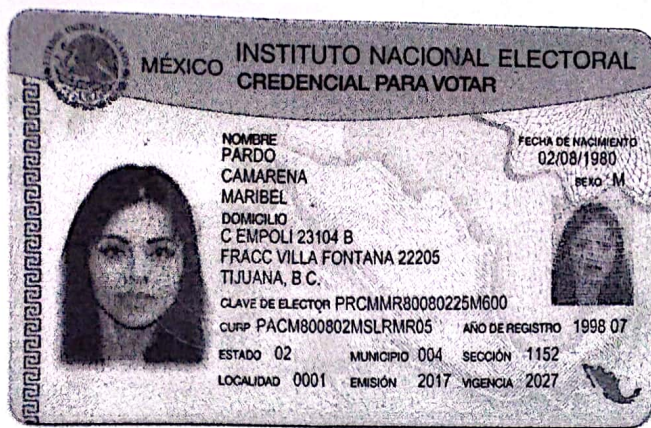 MÉXICO INSTITUTO NACIONAL ELECTORAL
CREDENCIAL PARA VOTAR
NOMBRE
PARDO
CAMARENA
MARIBEL
FECHA DE NACIMIENTO
02/08/1980
SEXO M
DOMICILIO
C EMPOLI 23104 B
FRACC VILLA FONTANA 22205
TIJUANA, B.C.
CLAVE DE ELECTOR PRCMMR80080225M600
CURP PACM800802MSLRMR05 AÑO DE REGISTRO 1998 07
ESTADO 02 MUNICIPIO 004 SECCIÓN 1152
LOCALIDAD 0001 EMISIÓN 2017 VIGENCIA 2027